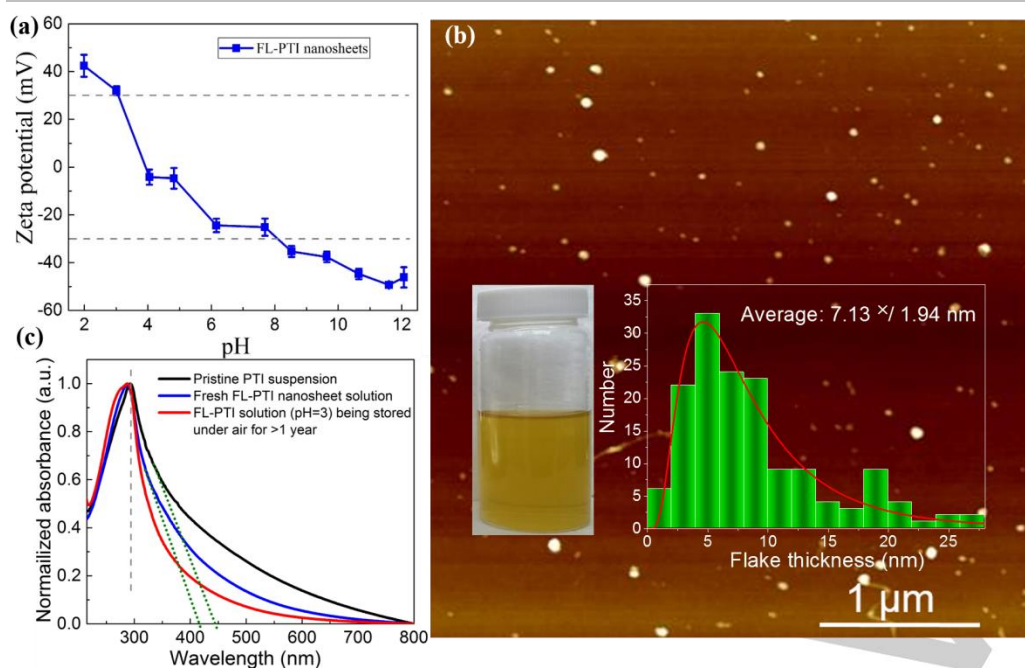 (a)
FL-PTI nanosheets
Zeta potential (mV)
60
40
20
0
-20
-40
-60
2
4
6
8
10
12
pH
(b)
Average: 7.13 ×/ 1.94 nm
Number
35
30
25
20
15
10
5
0
0
5
10
15
20
25
Flake thickness (nm)
1 μm
(c)
Pristine PTI suspension
Fresh FL-PTI nanosheet solution
FL-PTI solution (pH=3) being stored
under air for >1 year
Normailized absorbance (a.u.)
1.0
0.8
0.6
0.4
0.2
0.0
300
400
500
600
700
800
Wavelength (nm)